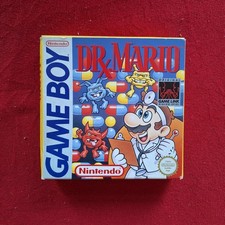 Nintendo
GAME BOY
DR. MARIO
GAME LINK
Nintendo